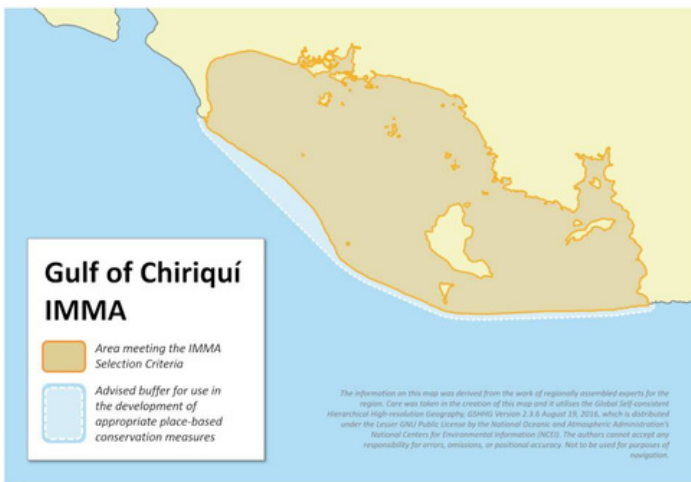 Gulf of Chiriquí
IMMA
Area meeting the IMMA
Selection Criteria
Advised buffer for use in
the development of
appropriate place-based
conservation measures
The information on this map was derived from the work of regionally assembled experts for the
region. Care was taken in the creation of this map and it utilises the Global Self-consistent
Hierarchical High-resolution Geography, GSHHG Version 2.3.6 August 19, 2016, which is distributed
under the Lesser GNU Public License by the National Oceanic and Atmospheric Administration's
National Centers for Environmental Information (NCEI). The authors cannot accept any
responsibility for errors, omissions, or positional accuracy. Not to be used for purposes of
navigation.